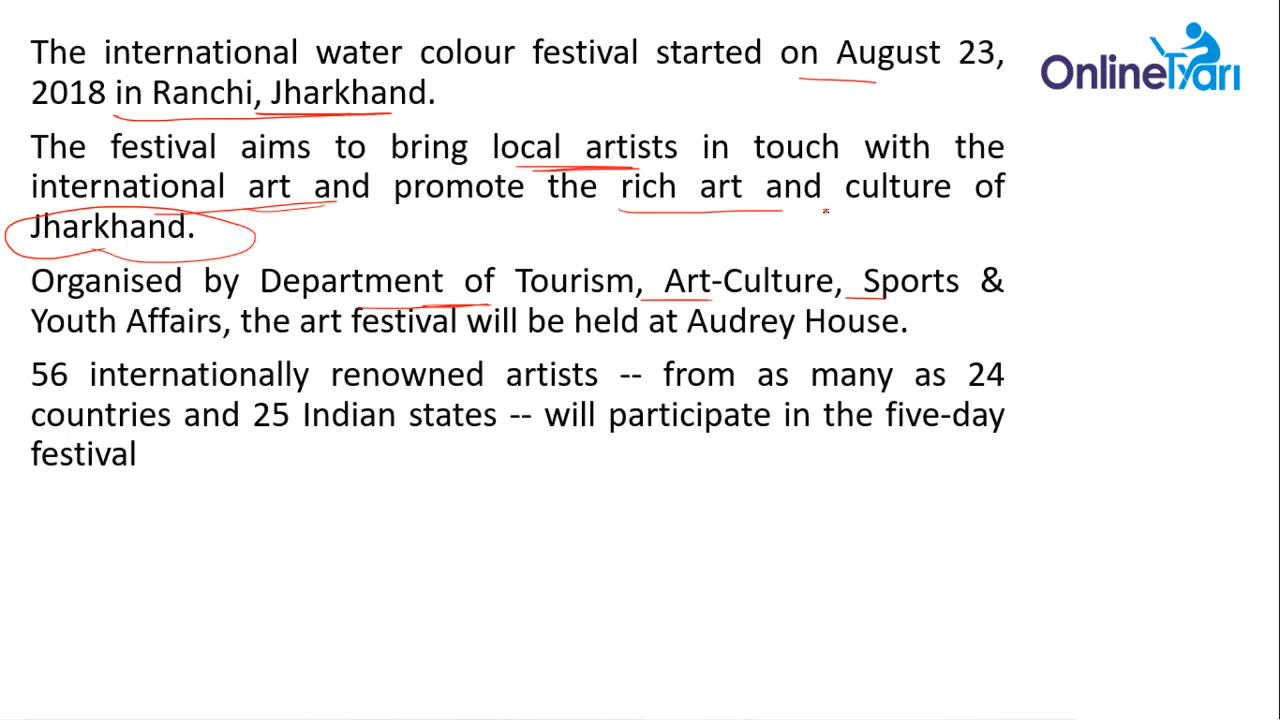 The international water colour festival started on August 23,
2018 in Ranchi, Jharkhand.
The festival aims to bring local artists in touch with the
international art and promote the rich art and culture of
Jharkhand.
Organised by Department of Tourism, Art-Culture, Sports &
Youth Affairs, the art festival will be held at Audrey House.
56 internationally renowned artists -- from as many as 24
countries and 25 Indian states -- will participate in the five-day
festival
OnlineTyari